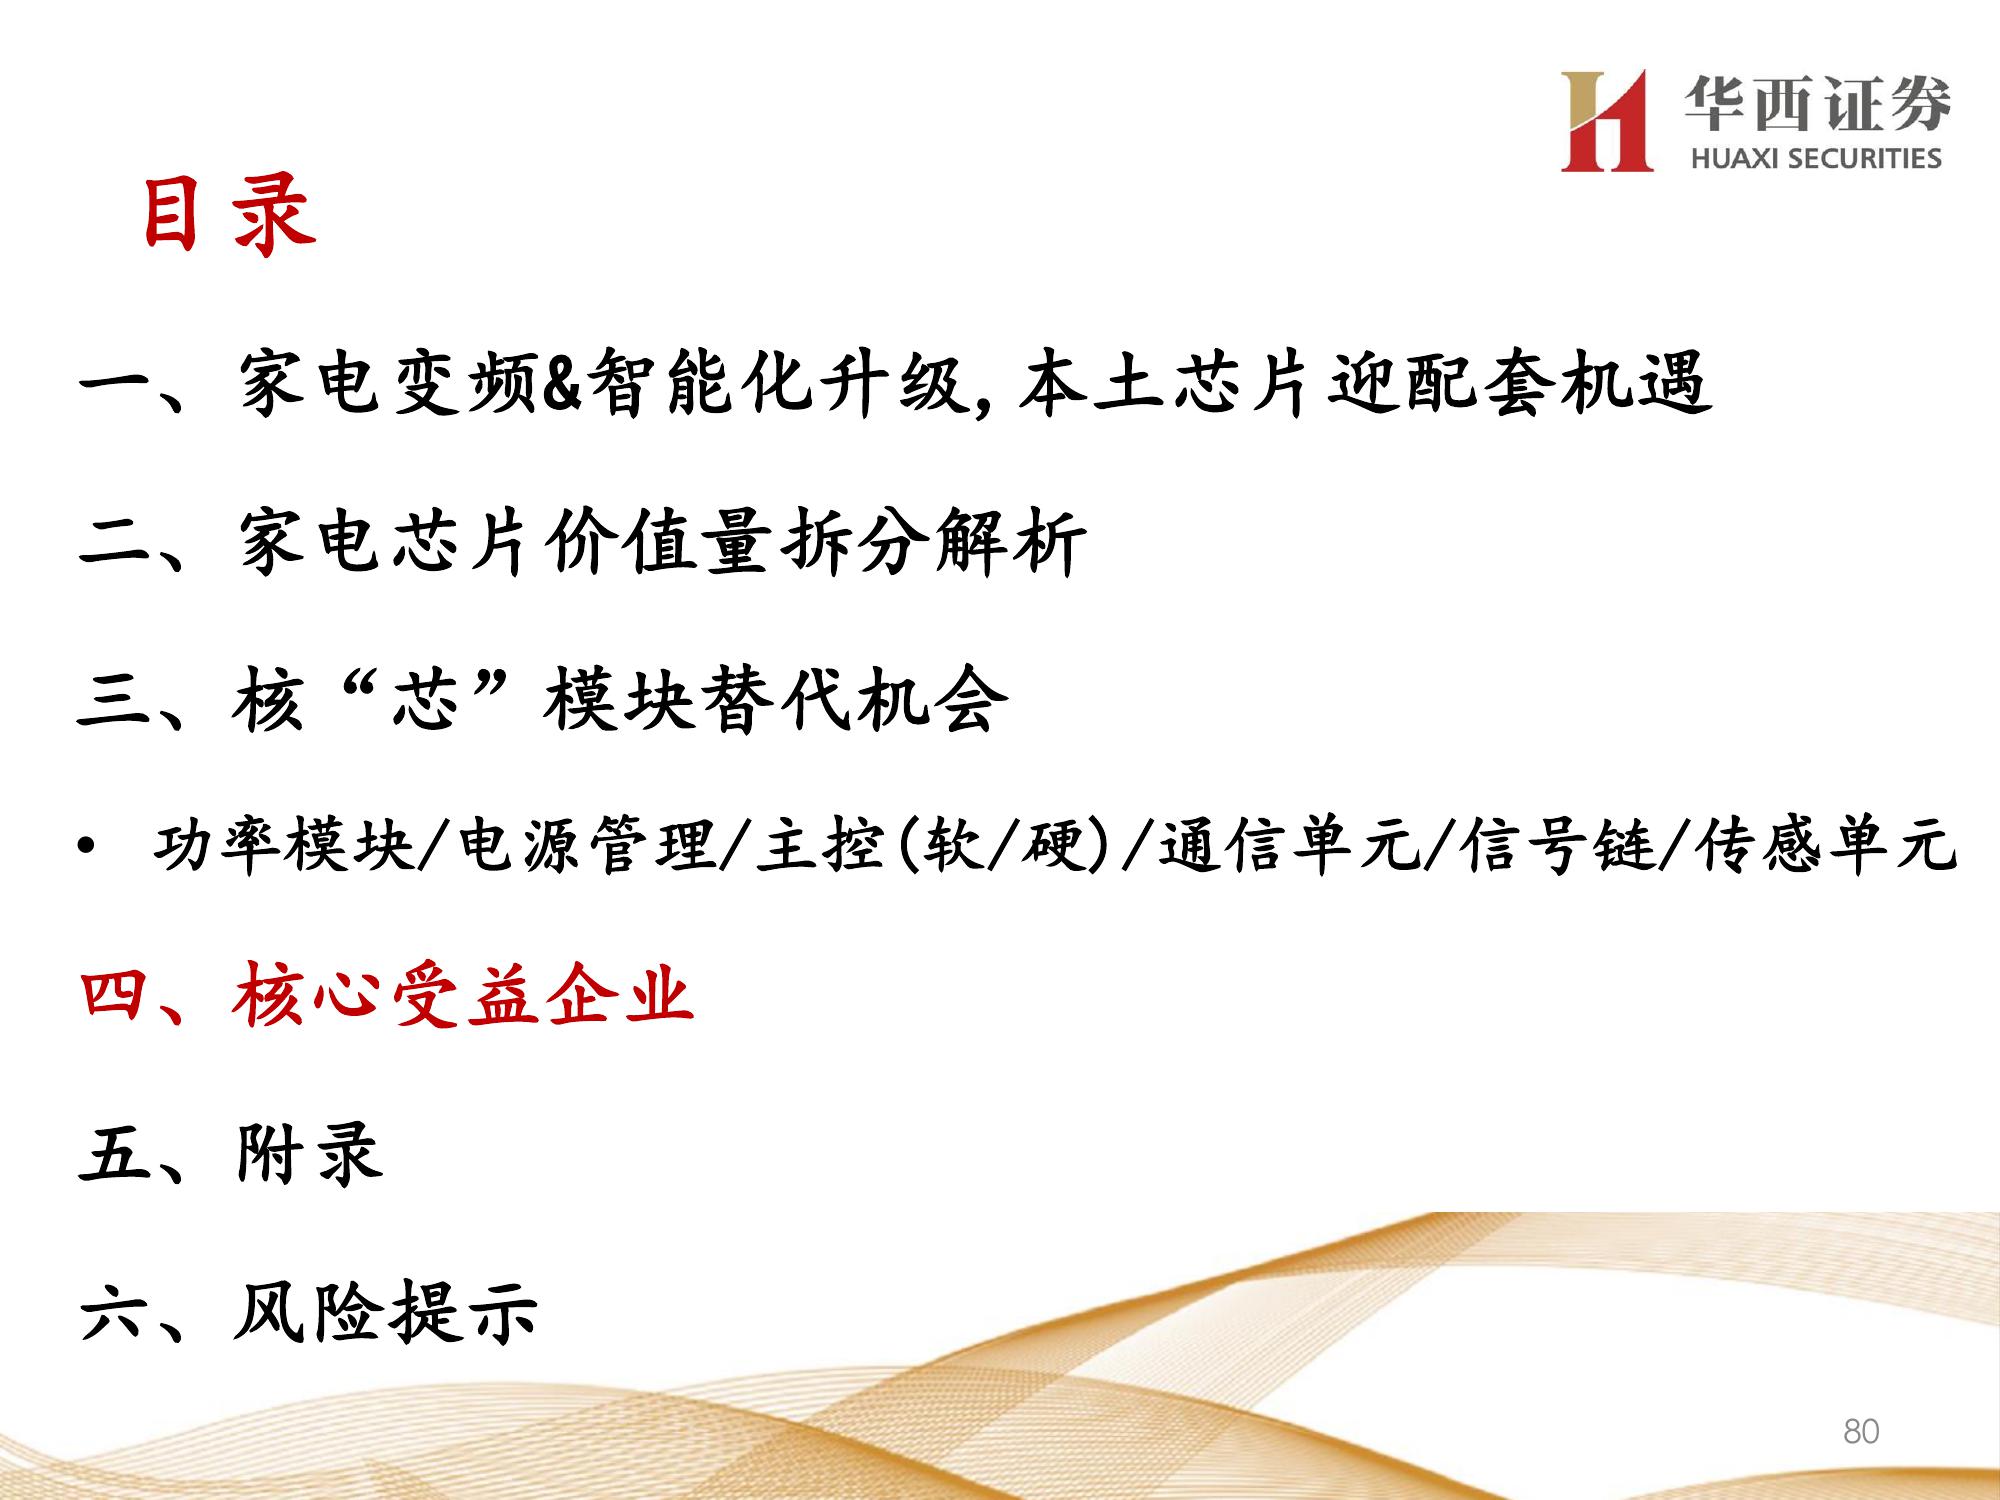 华西证券
HUAXI SECURITIES
目录
一、家电变频&智能化升级,本土芯片迎配套机遇
二、家电芯片价值量拆分解析
三、核“芯”模块替代机会
• 功率模块/电源管理/主控(软/硬)/通信单元/信号链/传感单元
四、核心受益企业
五、附录
六、风险提示
80